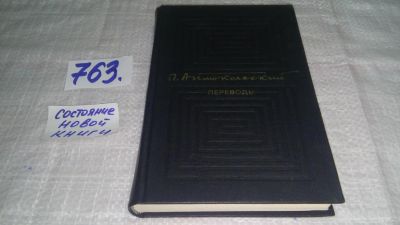 763.
СОСТОЯНИЕ
НОВОЙ
КНИГИ
П. Антокольский
ПЕРЕВОДЫ